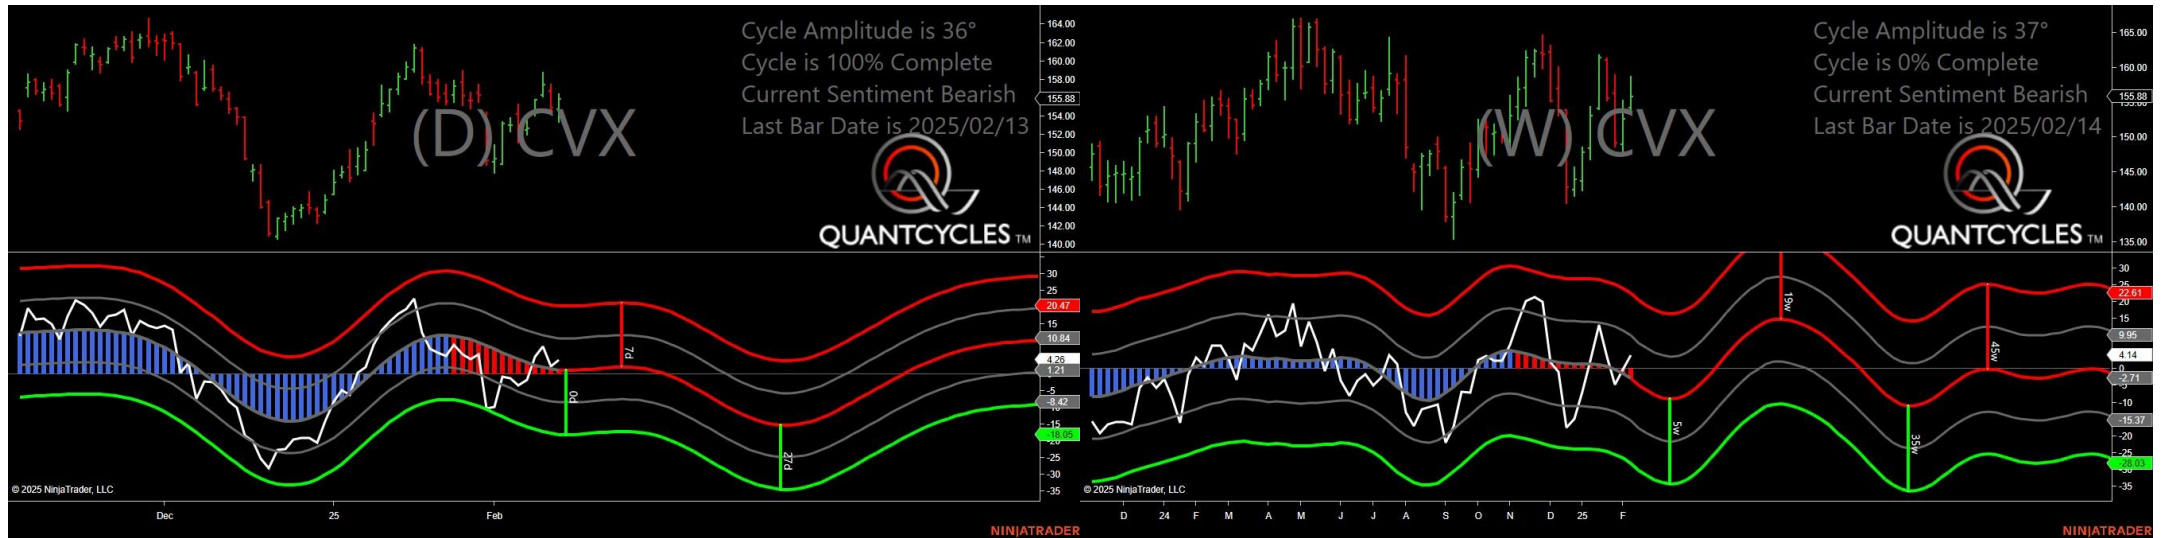 Cycle Amplitude is 36°
Cycle is 100% Complete
Current Sentiment Bearish
Last Bar Date is 2025/02/13
(D) CVX
QUANTCYCLES TM
164.00
162.00
160.00
158.00
155.88
154.00
152.00
150.00
148.00
146.00
144.00
142.00
140.00
30
25
20.47
15
10.84
4.26
1.21
-5
-8.42
-15
-18.05
-25
-30
-35
7d
0d
27d
© 2025 NinjaTrader, LLC
Dec
25
Feb
NINJATRADER
Cycle Amplitude is 37°
Cycle is 0% Complete
Current Sentiment Bearish
Last Bar Date is 2025/02/14
(W) CVX
QUANTCYCLES TM
165.00
160.00
155.88
150.00
145.00
140.00
135.00
30
22.61
20
15
9.95
4.14
0
-2.71
-10
-15.37
-20
-25
-28.03
-35
19w
45w
5w
35w
© 2025 NinjaTrader, LLC
D 24 F M A M J J A S O N D 25 F
NINJATRADER